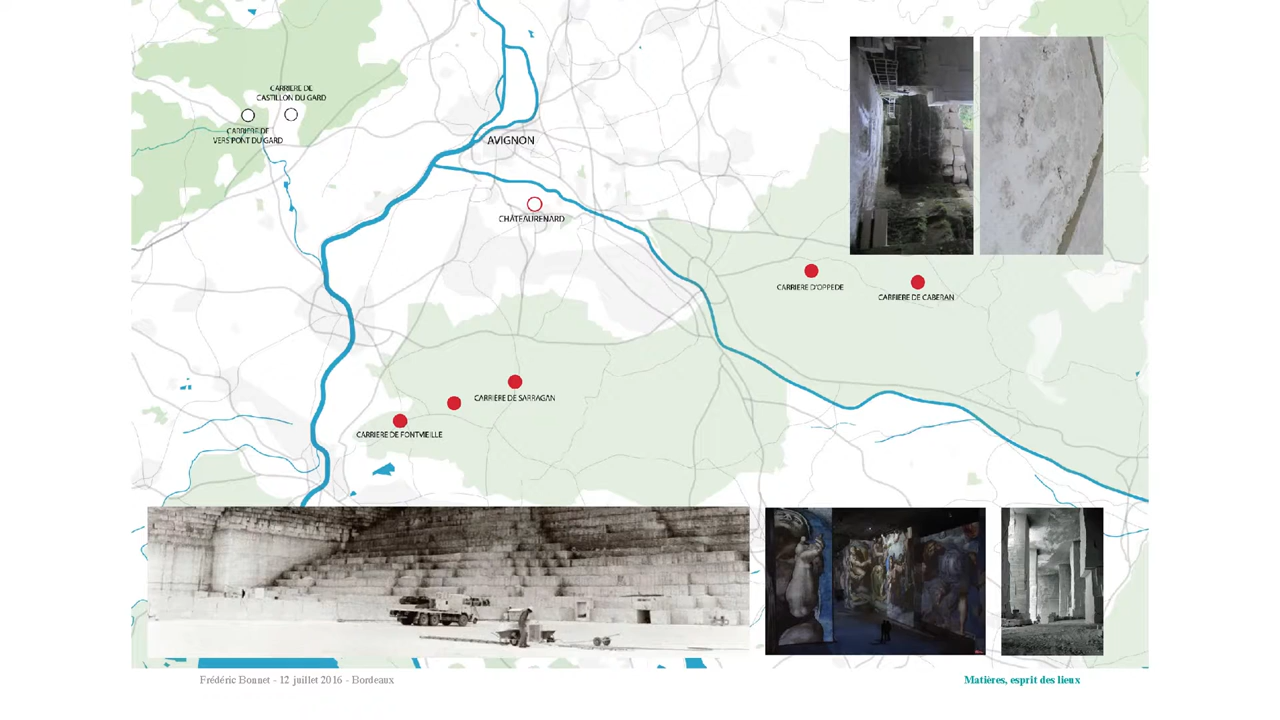 CARRIERE DE
CASTILLON DU GARD
CARRIERE DE
VERS PONT DU GARD
AVIGNON
CHÂTEAURENARD
CARRIERE D'OPPEDE
CARRIERE DE CABERAN
CARRIÈRE DE SARRAGAN
CARRIERE DE FONTVIEILLE
Frédéric Bonnet - 12 juillet 2016 - Bordeaux
Matières, esprit des lieux